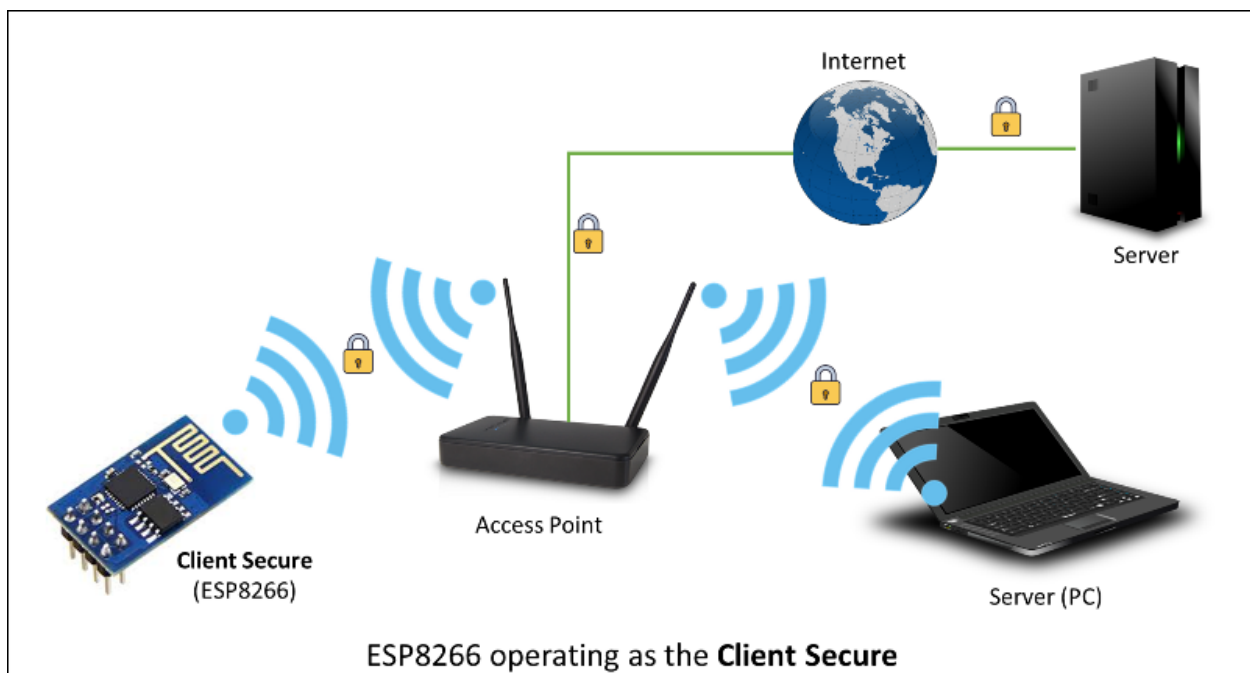 Internet
Server
Access Point
Client Secure
(ESP8266)
Server (PC)
ESP8266 operating as the Client Secure